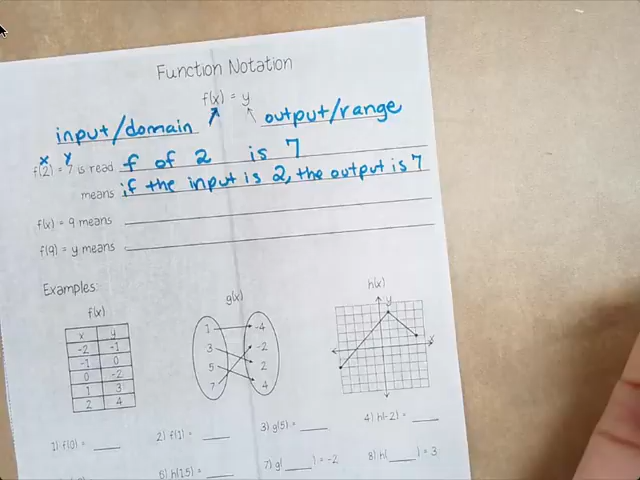 Function Notation
f(x) = y
input/domain output/range
x y
f(2) = 7 is read f of 2 is 7
means if the input is 2, the output is 7
f(x) = 9 means
f(9) = y means
Examples:
f(x) g(x) h(x)
x y
-2 -1
-1 0
0 -2
3
2 4
1 -4
3 -2
5 2
7 4
y
x
1) f(0) = 2) f(1) = 3) g(5) = 4) h(-2) =
6) h(1.5) = 7) g( ) = -2 8) h( ) = 3